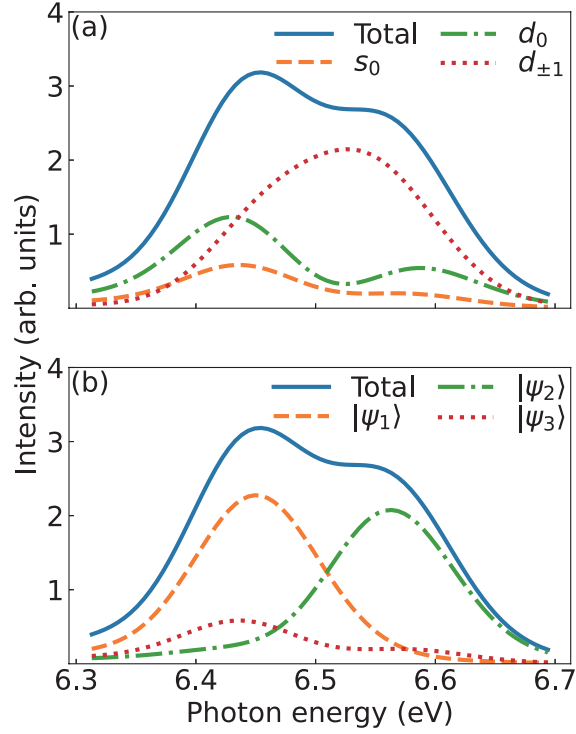 4
(a)
Total
d₀
s₀
d±₁
3
2
1
4
(b)
Total
|ψ₂⟩
|ψ₁⟩
|ψ₃⟩
3
2
1
Intensity (arb. units)
6.3 6.4 6.5 6.6 6.7
Photon energy (eV)